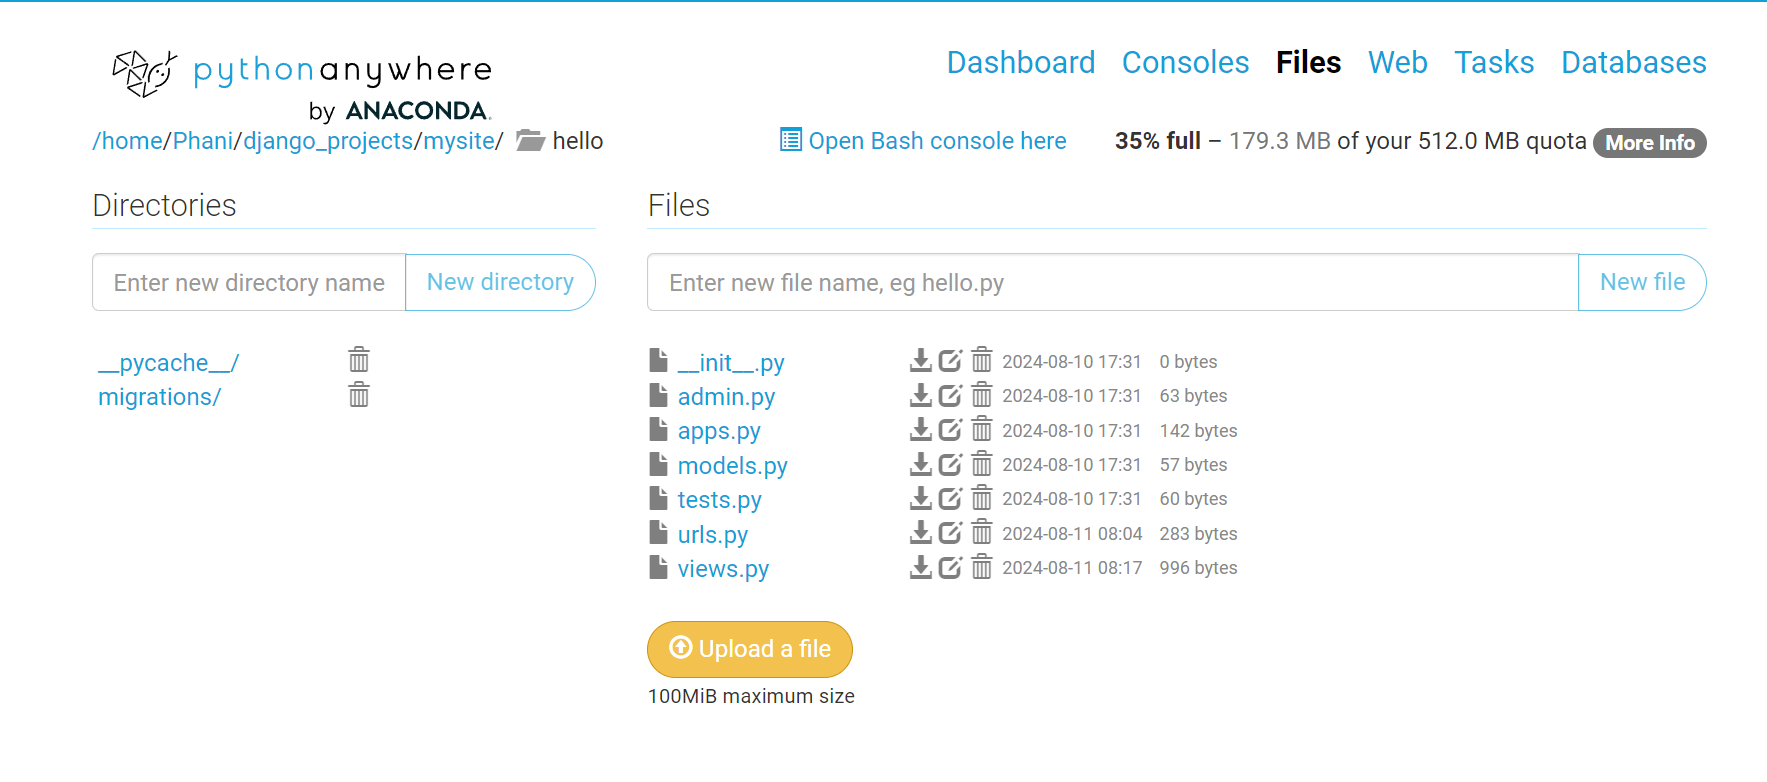 pythonanywhere
by ANACONDA.
Dashboard Consoles Files Web Tasks Databases
/home/Phani/django_projects/mysite/ hello
Open Bash console here
35% full – 179.3 MB of your 512.0 MB quota More Info
Directories
Enter new directory name New directory
__pycache__/
migrations/
Files
Enter new file name, eg hello.py New file
__init__.py 2024-08-10 17:31 0 bytes
admin.py 2024-08-10 17:31 63 bytes
apps.py 2024-08-10 17:31 142 bytes
models.py 2024-08-10 17:31 57 bytes
tests.py 2024-08-10 17:31 60 bytes
urls.py 2024-08-11 08:04 283 bytes
views.py 2024-08-11 08:17 996 bytes
Upload a file
100MiB maximum size